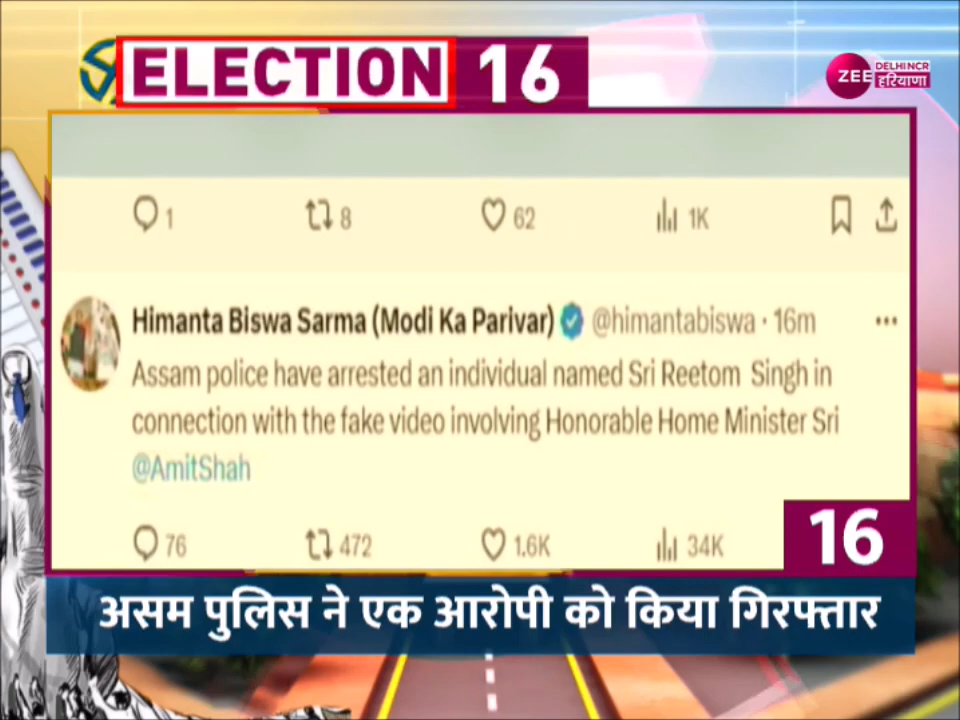 ELECTION 16
ZEE DELHI NCR
हरियाणा
1 8 62 1K
Himanta Biswa Sarma (Modi Ka Parivar) @himantabiswa · 16m
Assam police have arrested an individual named Sri Reetom Singh in
connection with the fake video involving Honorable Home Minister Sri
@AmitShah
76 472 1.6K 34K
16
असम पुलिस ने एक आरोपी को किया गिरफ्तार